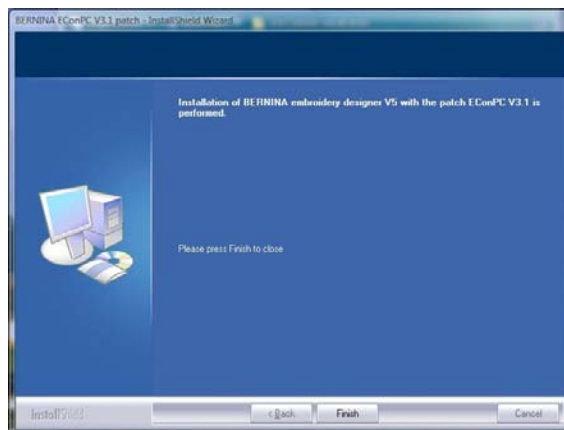 BERNINA EConPC V3.1 patch - InstallShield Wizard
Installation of BERNINA embroidery designer V5 with the patch EConPC V3.1 is
performed.
Please press Finish to close
InstallShield
< Back
Finish
Cancel